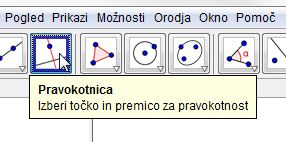 Pogled Prikazi Možnosti Orodja Okno Pomoč
Pravokotnica
Izberi točko in premico za pravokotnost